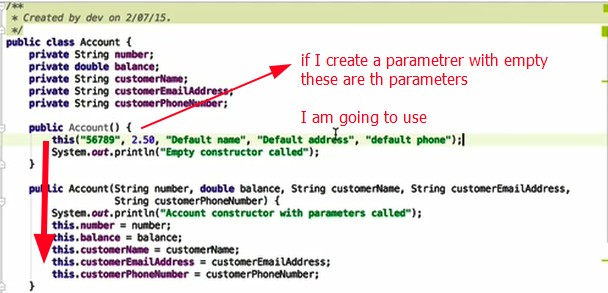 /**
 * Created by dev on 2/07/15.
 */
public class Account {
    private String number;
    private double balance;
    private String customerName;
    private String customerEmailAddress;
    private String customerPhoneNumber;
if I create a parametrer with empty
these are th parameters
I am going to use
    public Account() {
        this("56789", 2.50, "Default name", "Default address", "default phone");
        System.out.println("Empty constructor called");
    }
    public Account(String number, double balance, String customerName, String customerEmailAddress,
                   String customerPhoneNumber) {
        System.out.println("Account constructor with parameters called");
        this.number = number;
        this.balance = balance;
        this.customerName = customerName;
        this.customerEmailAddress = customerEmailAddress;
        this.customerPhoneNumber = customerPhoneNumber;
    }